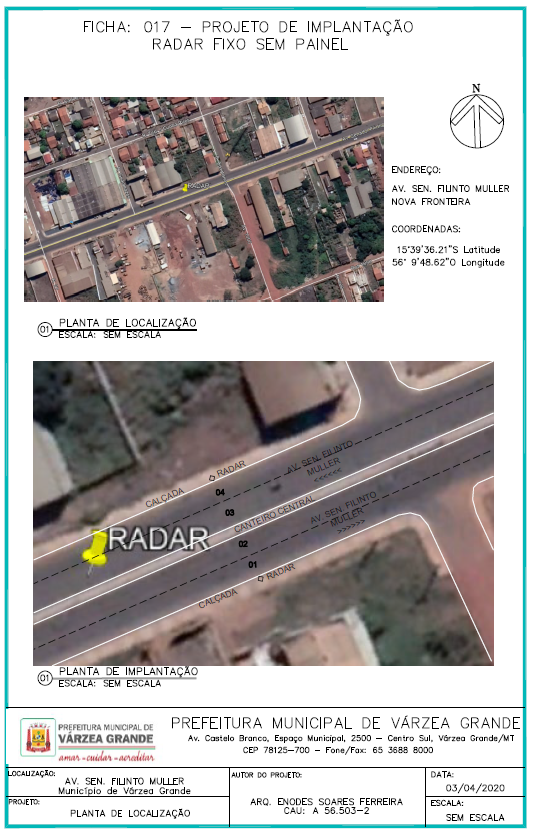 FICHA: 017 – PROJETO DE IMPLANTAÇÃO
RADAR FIXO SEM PAINEL
N
RADAR
ENDEREÇO:
AV. SEN. FILINTO MULLER
NOVA FRONTEIRA
COORDENADAS:
15°39'36.21"S Latitude
56° 9'48.62"O Longitude
01 PLANTA DE LOCALIZAÇÃO
ESCALA: SEM ESCALA
CALÇADA
RADAR
AV. SEN. FILINTO
MULLER
<<<<<<
04
03
CANTEIRO CENTRAL
AV. SEN. FILINTO
MULLER
>>>>>>
RADAR
02
01
CALÇADA
RADAR
01 PLANTA DE IMPLANTAÇÃO
ESCALA: SEM ESCALA
PREFEITURA MUNICIPAL DE
VÁRZEA GRANDE
amar - cuidar - acreditar
PREFEITURA MUNICIPAL DE VÁRZEA GRANDE
Av. Castelo Branco, Espaço Municipal, 2500 – Centro Sul, Várzea Grande/MT
CEP 78125–700 – Fone/Fax: 65 3688 8000
LOCALIZAÇÃO:
AV. SEN. FILINTO MULLER
Município de Várzea Grande
PROJETO:
PLANTA DE LOCALIZAÇÃO
AUTOR DO PROJETO:
ARQ. ENODES SOARES FERREIRA
CAU: A 56.503–2
DATA:
03/04/2020
ESCALA:
SEM ESCALA